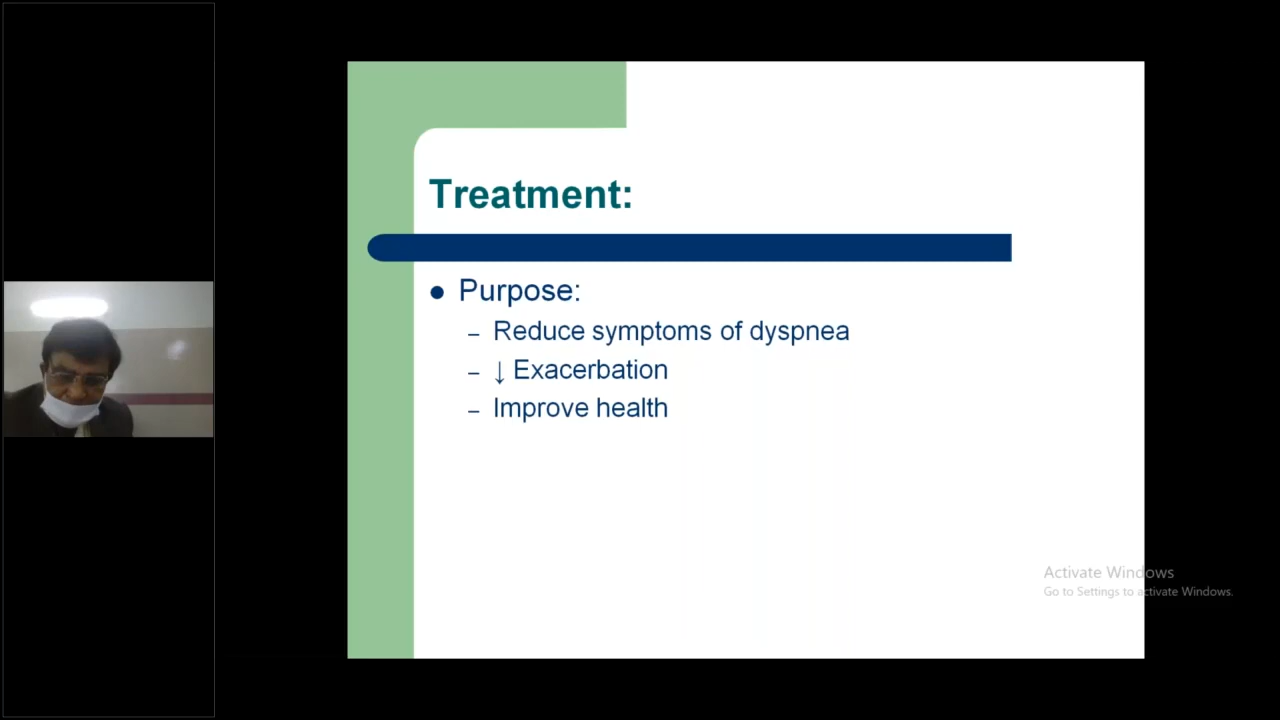 Treatment:
● Purpose:
– Reduce symptoms of dyspnea
– ↓ Exacerbation
– Improve health
Activate Windows
Go to Settings to activate Windows.